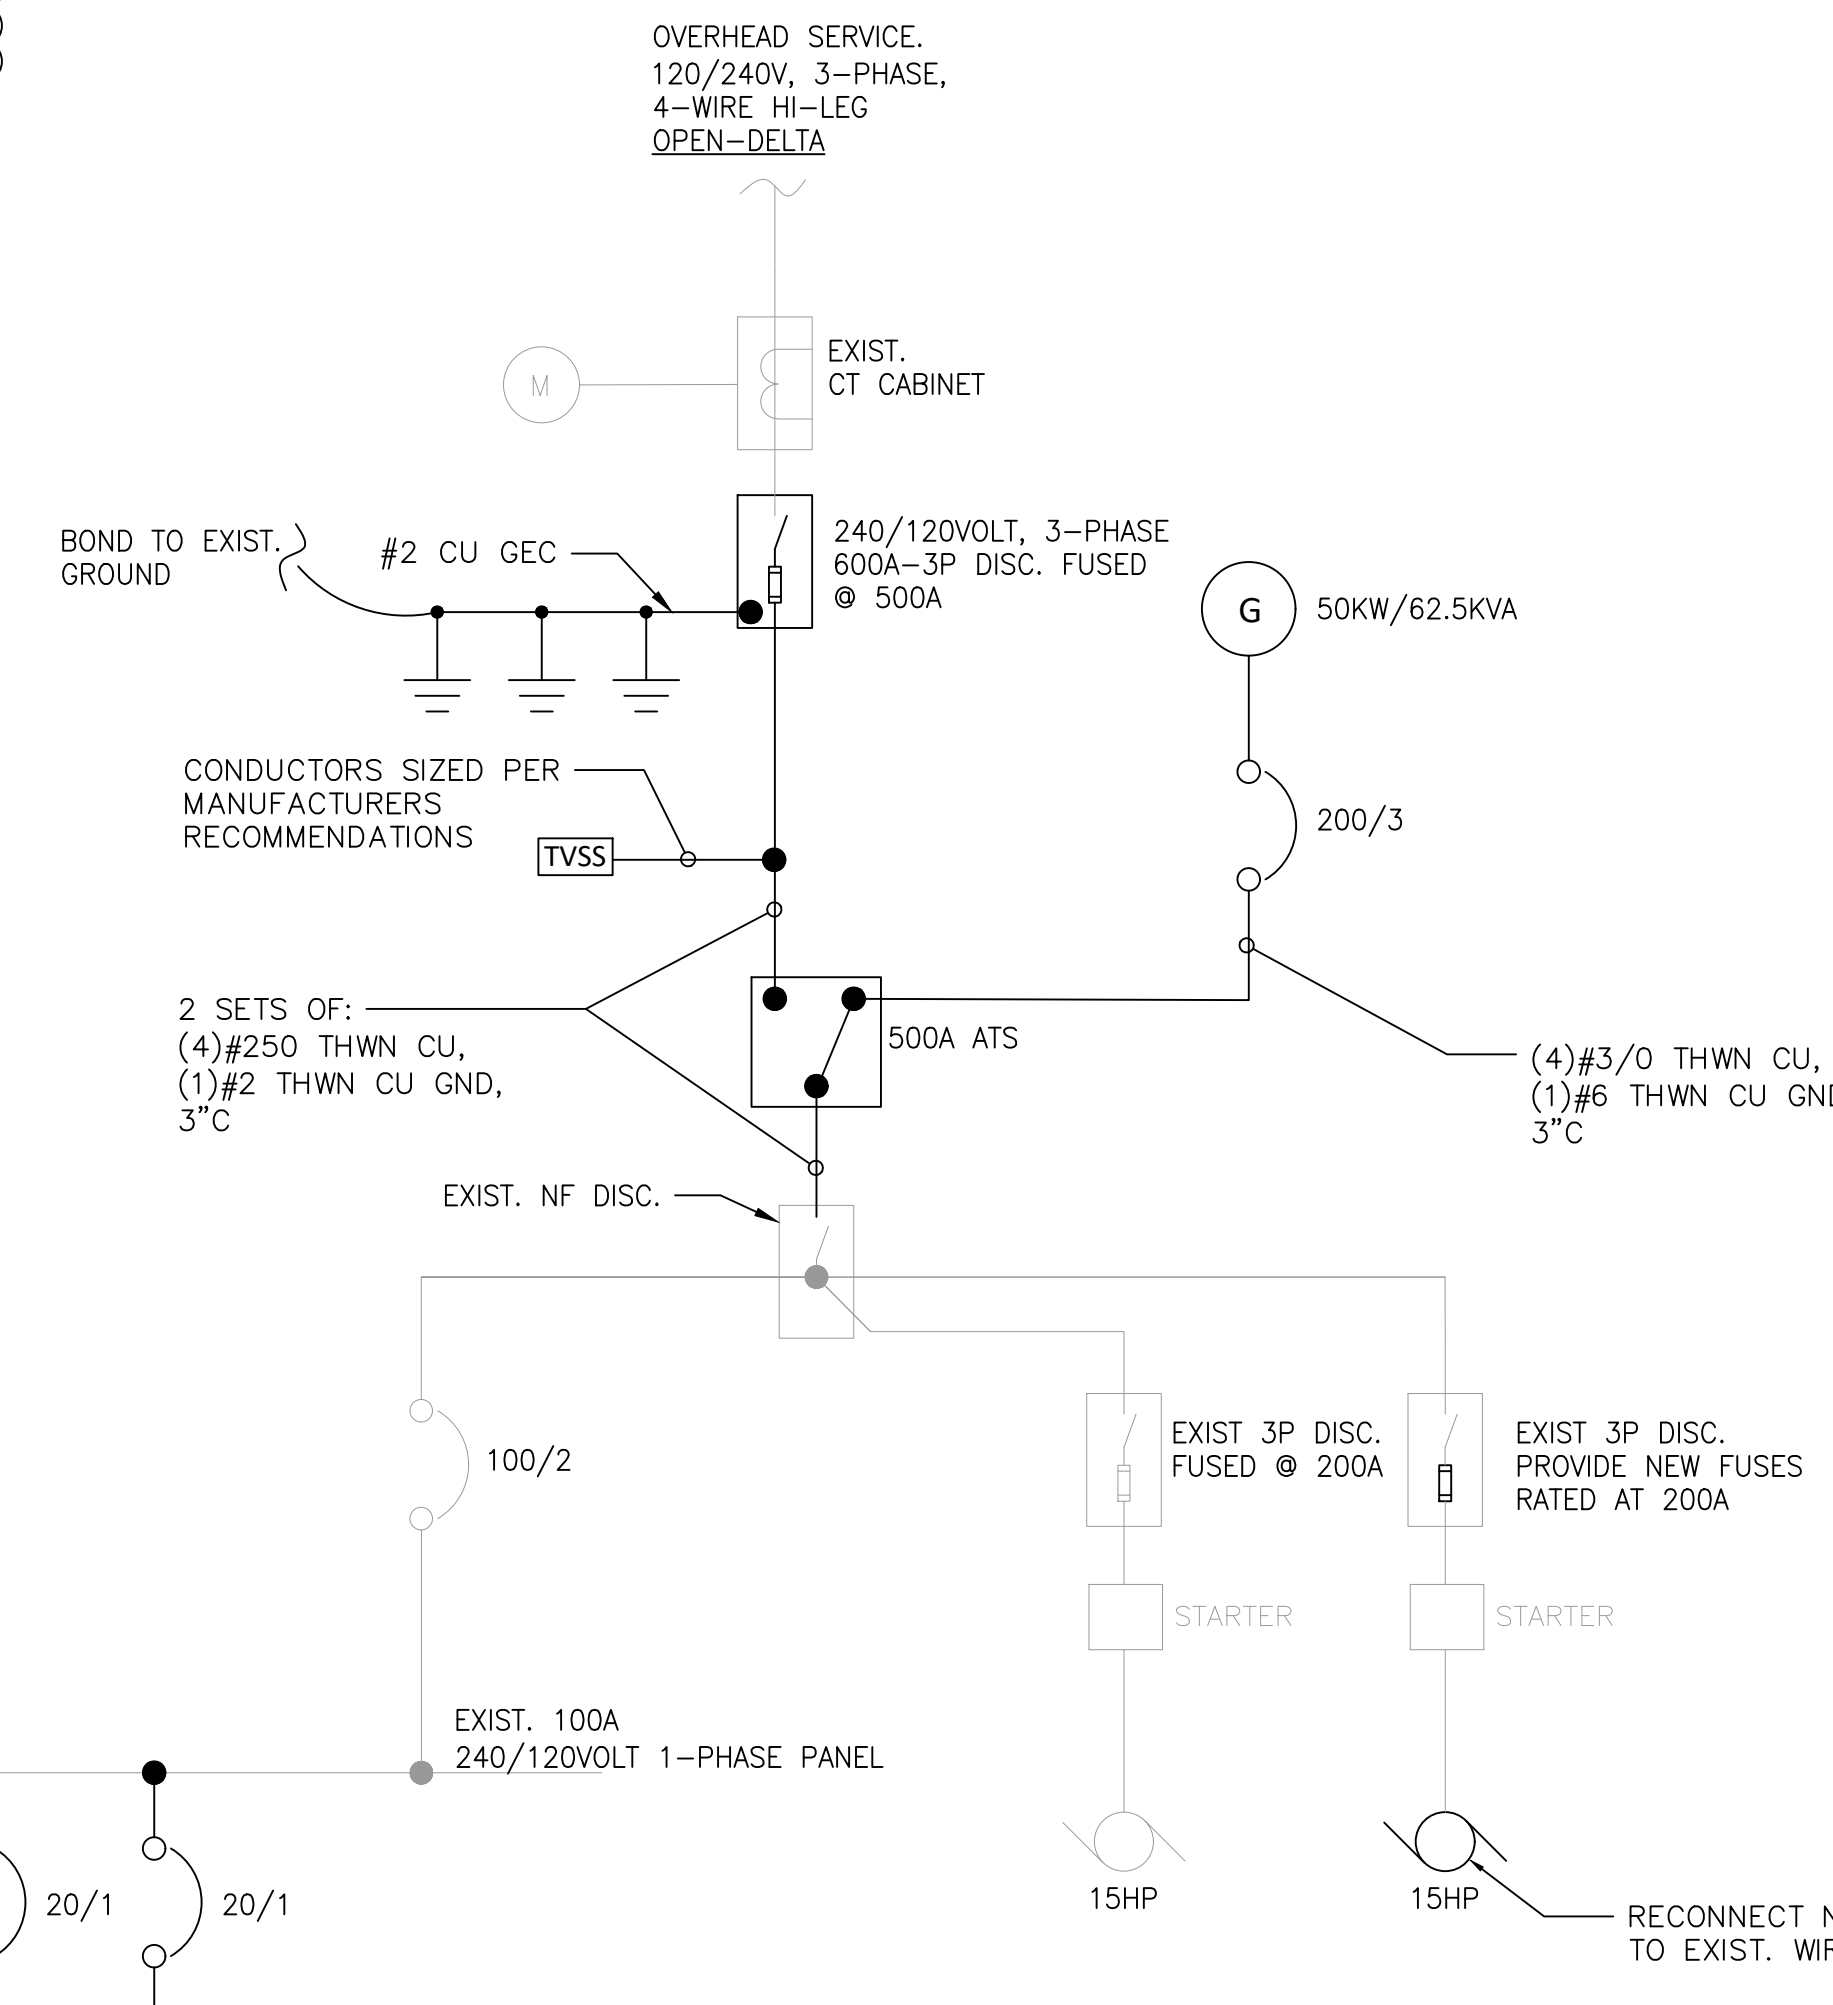 OVERHEAD SERVICE.
120/240V, 3-PHASE,
4-WIRE HI-LEG
OPEN-DELTA
M
EXIST.
CT CABINET
BOND TO EXIST.
GROUND
#2 CU GEC
240/120VOLT, 3-PHASE
600A-3P DISC. FUSED
@ 500A
G
50KW/62.5KVA
CONDUCTORS SIZED PER
MANUFACTURERS
RECOMMENDATIONS
TVSS
200/3
2 SETS OF:
(4)#250 THWN CU,
(1)#2 THWN CU GND,
3"C
500A ATS
(4)#3/0 THWN CU,
(1)#6 THWN CU
3"C
EXIST. NF DISC.
100/2
EXIST 3P DISC.
FUSED @ 200A
EXIST 3P DISC.
PROVIDE NEW FUSES
RATED AT 200A
STARTER
STARTER
EXIST. 100A
240/120VOLT 1-PHASE PANEL
15HP
15HP
20/1
20/1
RECONNECT
TO EXIST.